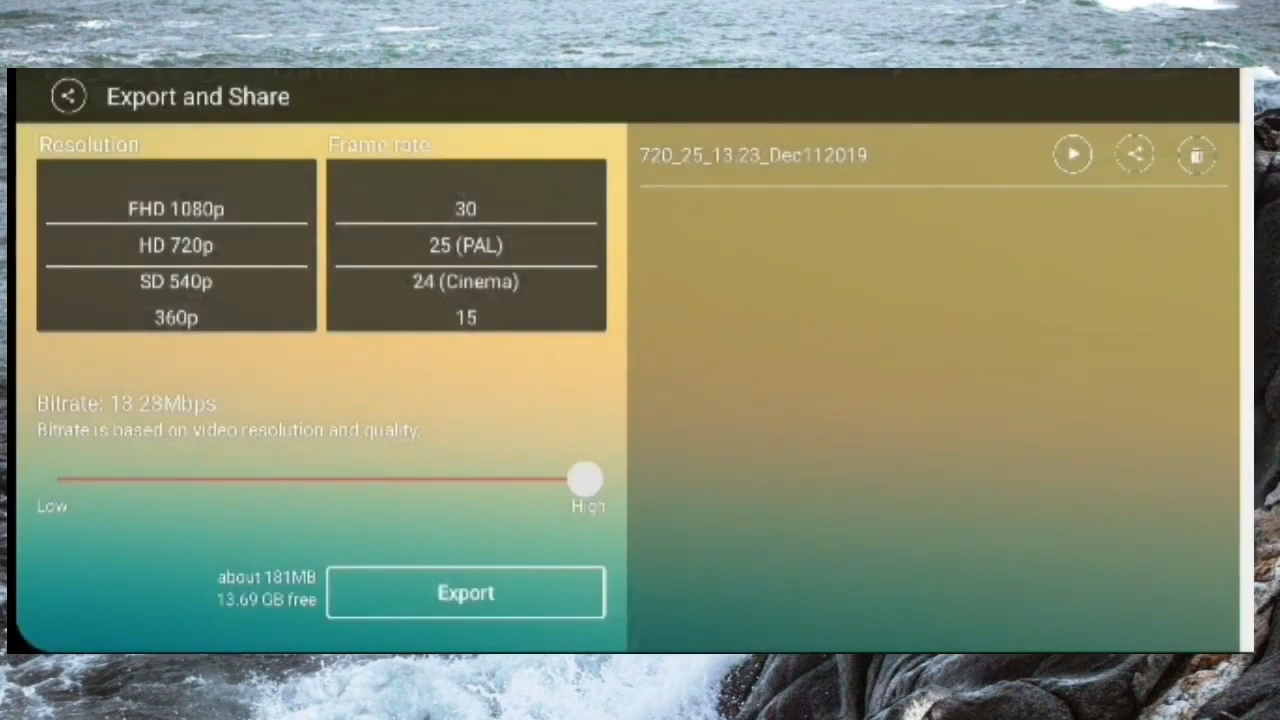 Export and Share
Resolution
Frame rate
FHD 1080p
HD 720p
SD 540p
360p
30
25 (PAL)
24 (Cinema)
15
Bitrate: 13.23Mbps
Bitrate is based on video resolution and quality.
Low
High
about 181MB
13.69 GB free
Export
720_25_13.23_Dec112019